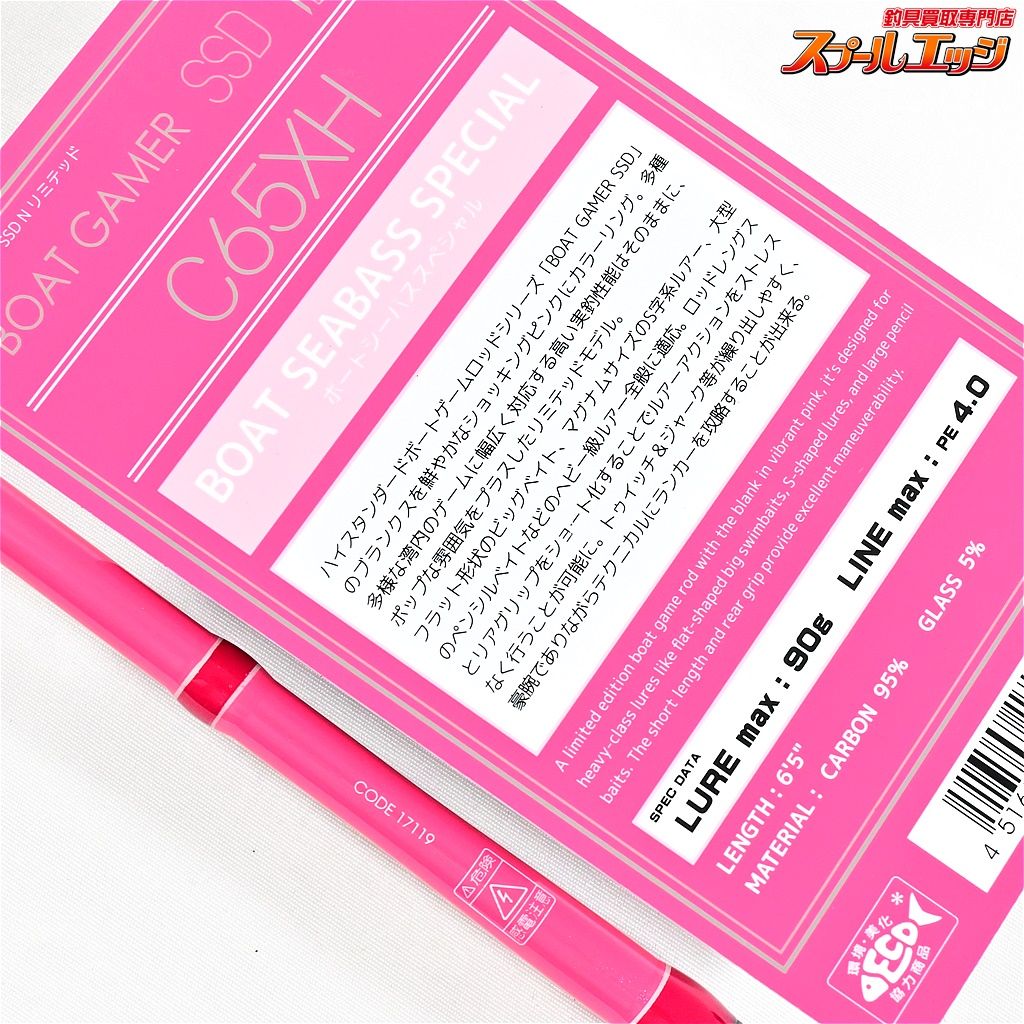 釣具買取専門店
スプールエッジ
SSD N リミテッド
BOAT GAMER SSD
C65XH
BOAT SEABASS SPECIAL
ボートシーバススペシャル
ハイスタンダードボートゲームロッドシリーズ「BOAT GAMER SSD」
のブランクスを鮮やかなショッキングピンクにカラーリング。多種
多様な湾内のゲームに幅広く対応する高い実釣性能はそのままに、
ポップな雰囲気をプラスしたリミテッドモデル。
フラット形状のビッグベイト、マグナムサイズのS字系ルアー、大型
のペンシルベイトなどのヘビー級ルアー全般に適応。ロッドレングス
とリアグリップをショート化することでルアーアクションをストレス
なく行うことが可能に。トゥイッチ&ジャーク等が繰り出しやすく、
豪腕でありながらテクニカルにランカーを攻略することが出来る。
A limited edition boat game rod with the blank in vibrant pink, it's designed for
heavy-class lures like flat-shaped big swimbaits, S-shaped lures, and large pencil
baits. The short length and rear grip provide excellent maneuverability.
SPEC DATA
LURE max : 90g LINE max : PE 4.0
LENGTH : 6'5"
MATERIAL : CARBON 95% GLASS 5%
環境・美化
ECO
協力商品
CODE 17119
危険
感電注意